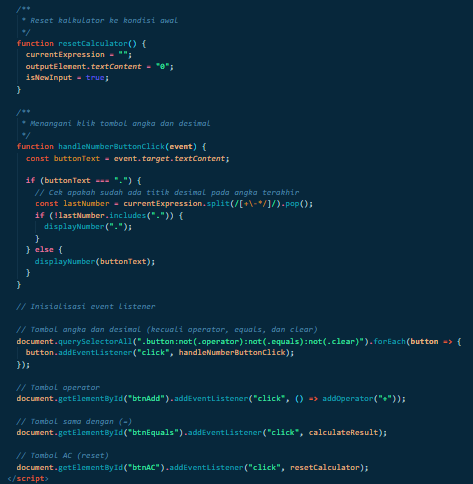 /**
 * Reset kalkulator ke kondisi awal
 */
function resetCalculator() {
  currentExpression = "";
  outputElement.textContent = "0";
  isNewInput = true;
}

/**
 * Menangani klik tombol angka dan desimal
 */
function handleNumberButtonClick(event) {
  const buttonText = event.target.textContent;

  if (buttonText === ".") {
    // Cek apakah sudah ada titik desimal pada angka terakhir
    const lastNumber = currentExpression.split(/[+\-*/]/).pop();
    if (!lastNumber.includes(".")) {
      displayNumber(".");
    }
  } else {
    displayNumber(buttonText);
  }
}

// Inisialisasi event listener

// Tombol angka dan desimal (kecuali operator, equals, dan clear)
document.querySelectorAll(".button:not(.operator):not(.equals):not(.clear)").forEach(button => {
  button.addEventListener("click", handleNumberButtonClick);
});

// Tombol operator
document.getElementById("btnAdd").addEventListener("click", () => addOperator("+"));

// Tombol sama dengan (=)
document.getElementById("btnEquals").addEventListener("click", calculateResult);

// Tombol AC (reset)
document.getElementById("btnAC").addEventListener("click", resetCalculator);
</script>